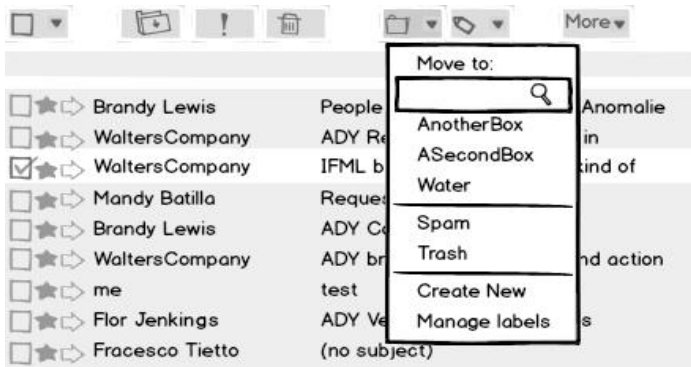 More
Move to:
Brandy Lewis People Anomalie
AnotherBox
WaltersCompany ADY Re in
ASecondBox
WaltersCompany IFML b kind of
Water
Mandy Batilla Reques
Spam
Brandy Lewis ADY Co
Trash
WaltersCompany ADY br nd action
me test
Create New
Flor Jenkings ADY Ve s
Manage labels
Fracesco Tietto (no subject)